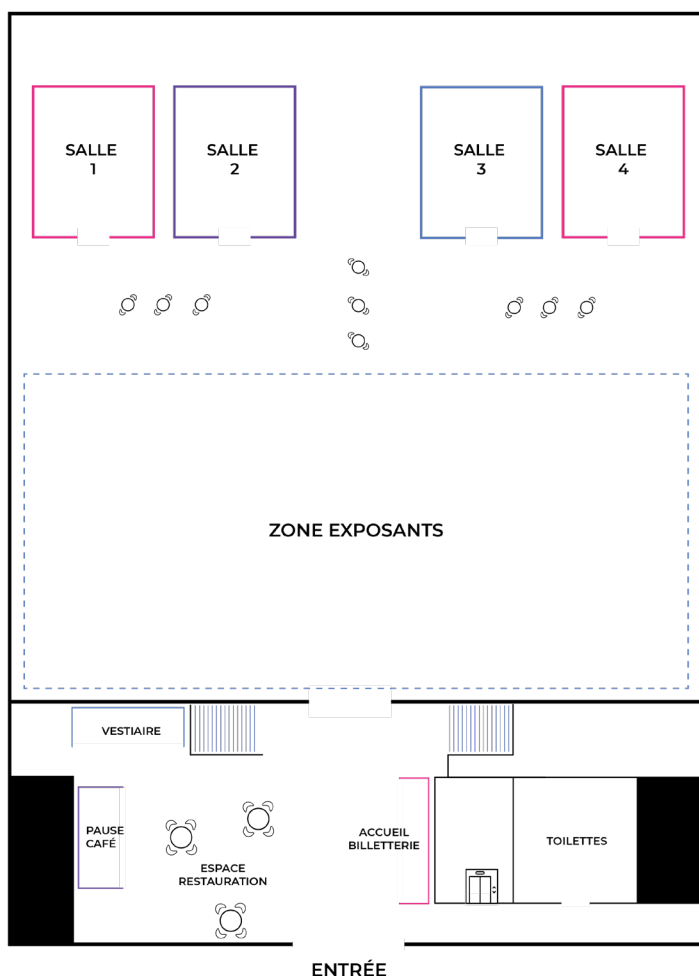 SALLE
1
SALLE
2
SALLE
3
SALLE
4
ZONE EXPOSANTS
VESTIAIRE
PAUSE
CAFÉ
ESPACE
RESTAURATION
ACCUEIL
BILLETTERIE
TOILETTES
ENTRÉE